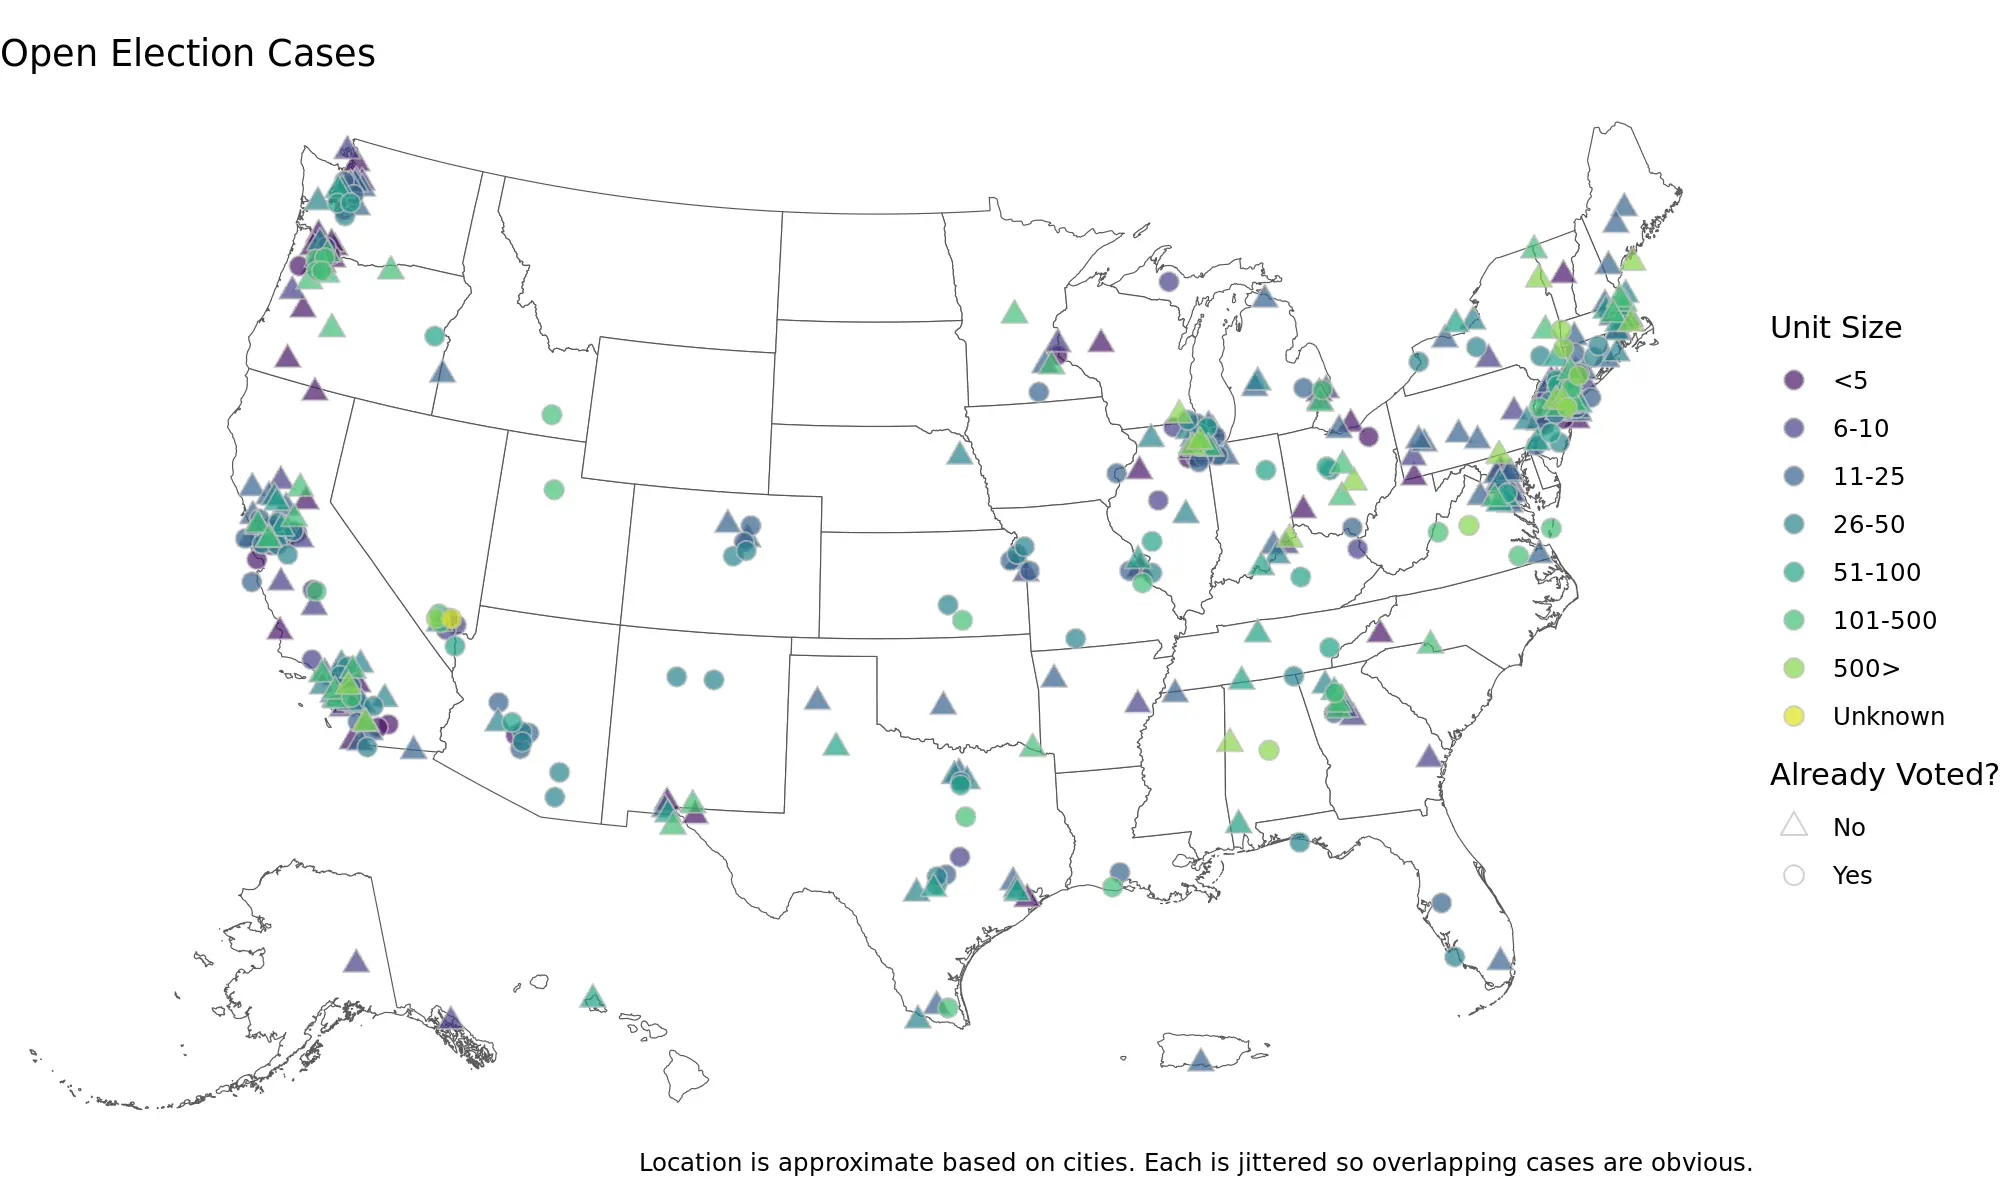 Open Election Cases
Unit Size
<5
6-10
11-25
26-50
51-100
101-500
500>
Unknown
Already Voted?
No
Yes
Location is approximate based on cities. Each is jittered so overlapping cases are obvious.